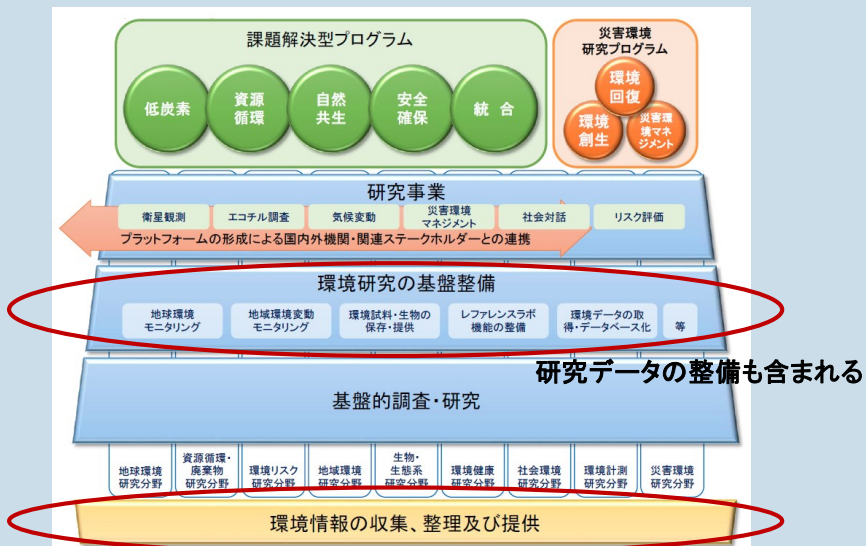 課題解決型プログラム
低炭素
資源
循環
自然
共生
安全
確保
統合
災害環境
研究プログラム
環境
回復
環境
創生
災害環
境マネ
ジメント
研究事業
衛星観測
エコチル調査
気候変動
災害環境
マネジメント
社会対話
リスク評価
プラットフォームの形成による国内外機関・関連ステークホルダーとの連携
環境研究の基盤整備
地球環境
モニタリング
地域環境変動
モニタリング
環境試料・生物の
保存・提供
レファレンスラボ
機能の整備
環境データの取
得・データベース化
等
研究データの整備も含まれる
基盤的調査・研究
地球環境
研究分野
資源循環・
廃棄物
研究分野
環境リスク
研究分野
地域環境
研究分野
生物・
生態系
研究分野
環境健康
研究分野
社会環境
研究分野
環境計測
研究分野
災害環境
研究分野
環境情報の収集、整理及び提供